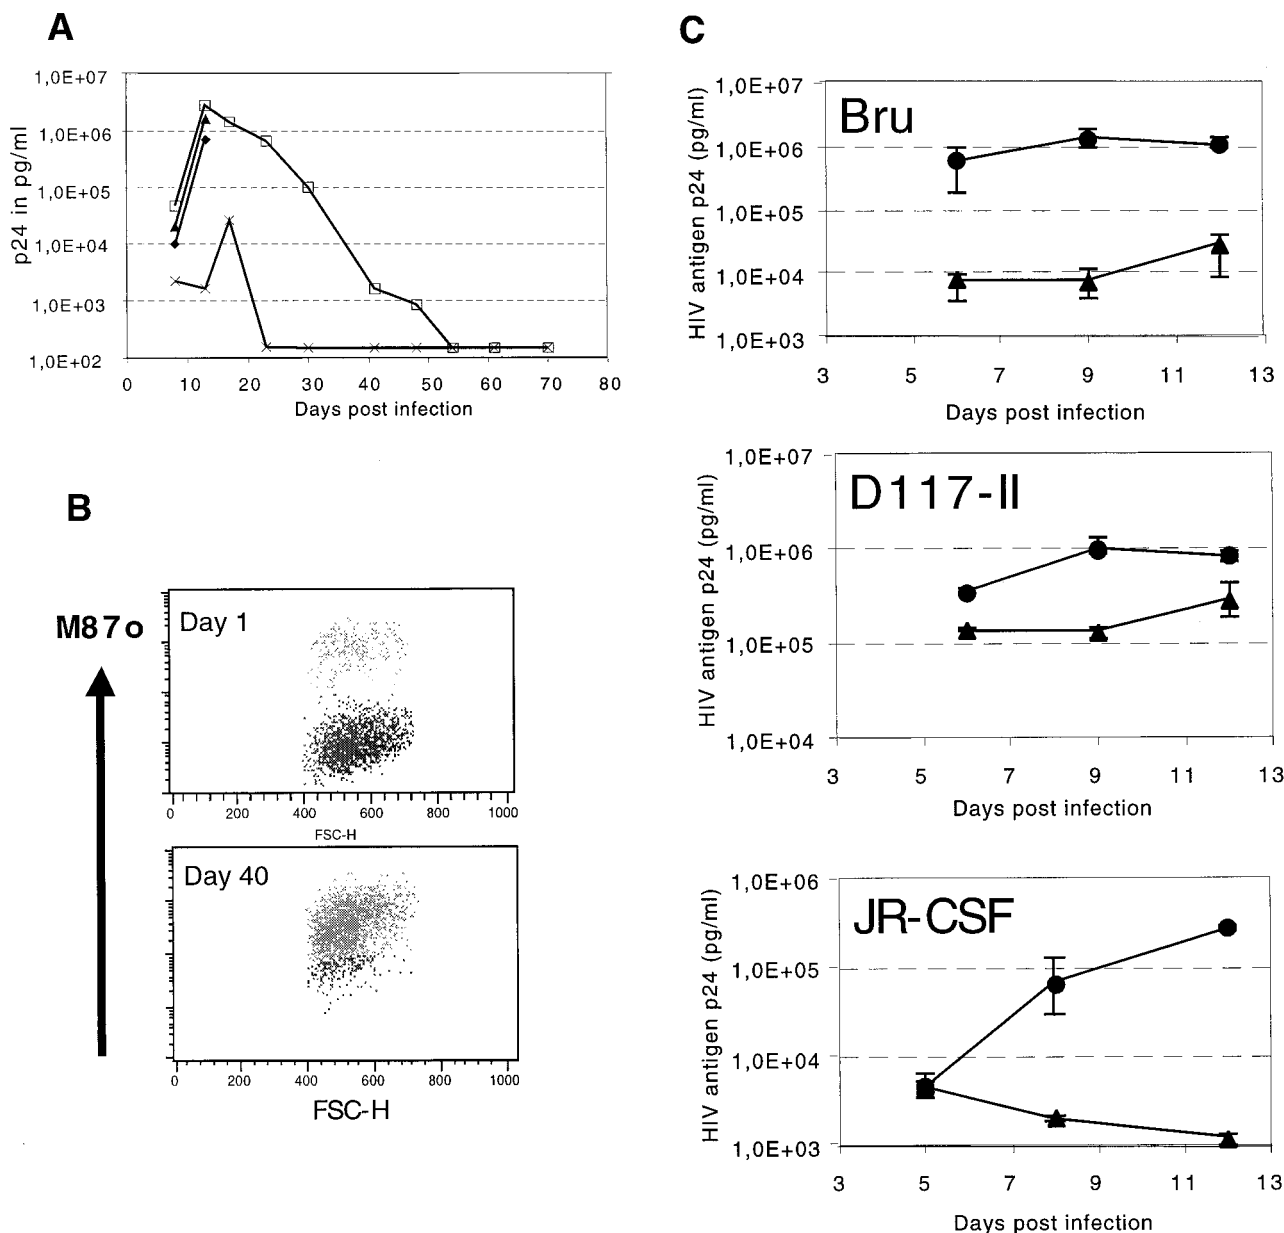 A
1,0E+07
1,0E+06
1,0E+05
1,0E+04
1,0E+03
1,0E+02
p24 in pg/ml
0 10 20 30 40 50 60 70 80
Days post infection
B
M87o
Day 1
0 200 400 600 800 1000
FSC-H
Day 40
0 200 400 600 800 1000
FSC-H
C
Bru
1,0E+07
1,0E+06
1,0E+05
1,0E+04
1,0E+03
HIV antigen p24 (pg/ml)
3 5 7 9 11 13
Days post infection
D117-II
1,0E+07
1,0E+06
1,0E+05
1,0E+04
HIV antigen p24 (pg/ml)
3 5 7 9 11 13
Days post infection
JR-CSF
1,0E+06
1,0E+05
1,0E+04
1,0E+03
HIV antigen p24 (pg/ml)
3 5 7 9 11 13
Days post infection